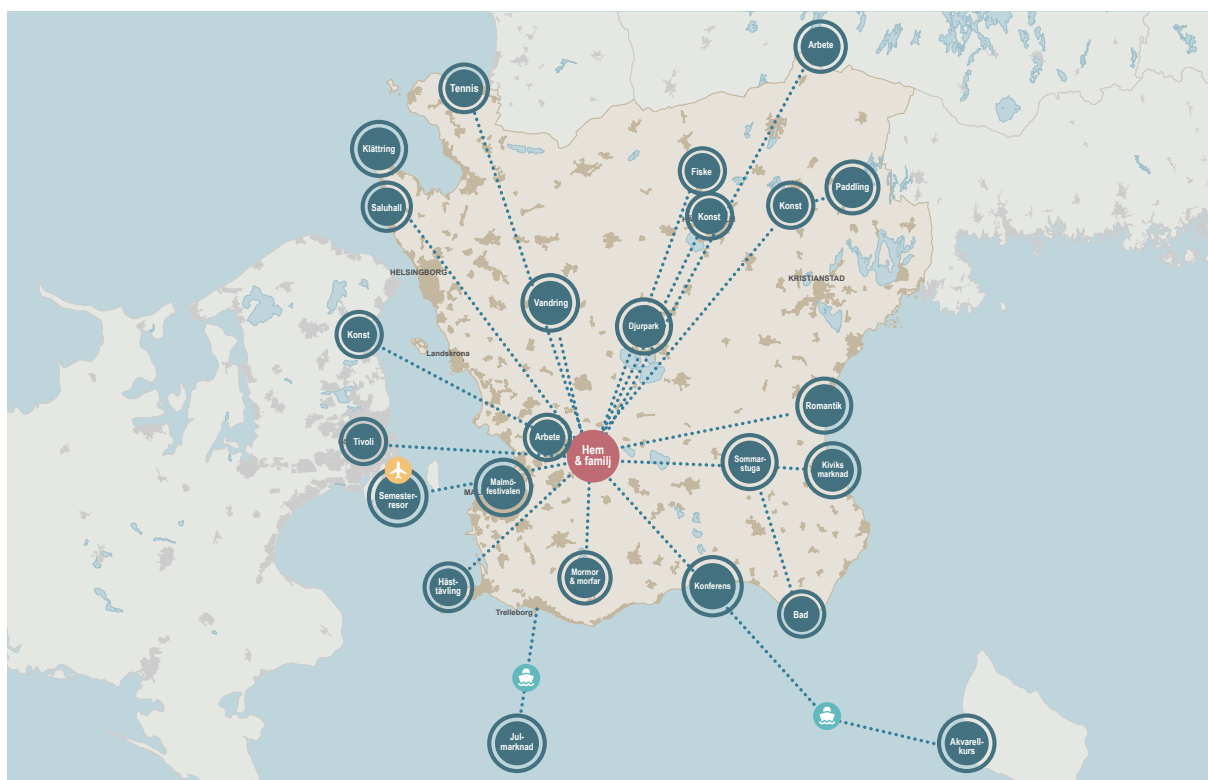 Arbete
Tennis
Klättring
Fiske
Paddling
Saluhall
Konst
Konst
HELSINGBORG
KRISTIANSTAD
Vandring
Djurpark
Konst
Landskrona
Romantik
Arbete
Tivoli
Hem
& familj
Sommar-
stuga
Kiviks
marknad
Malmö-
festivalen
Semester-
resor
Mormor
& morfar
Häst-
tävling
Konferens
Trelleborg
Bad
Jul-
marknad
Akvarell-
kurs